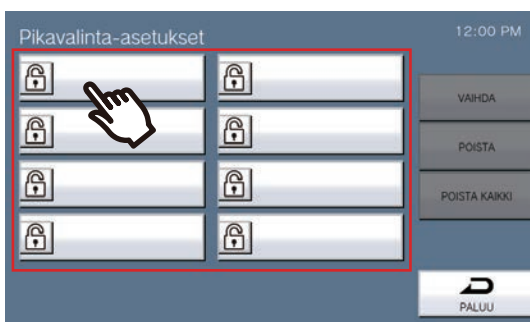 Pikavalinta-asetukset
12:00 PM
VAIHDA
POISTA
POISTA KAIKKI
PALUU